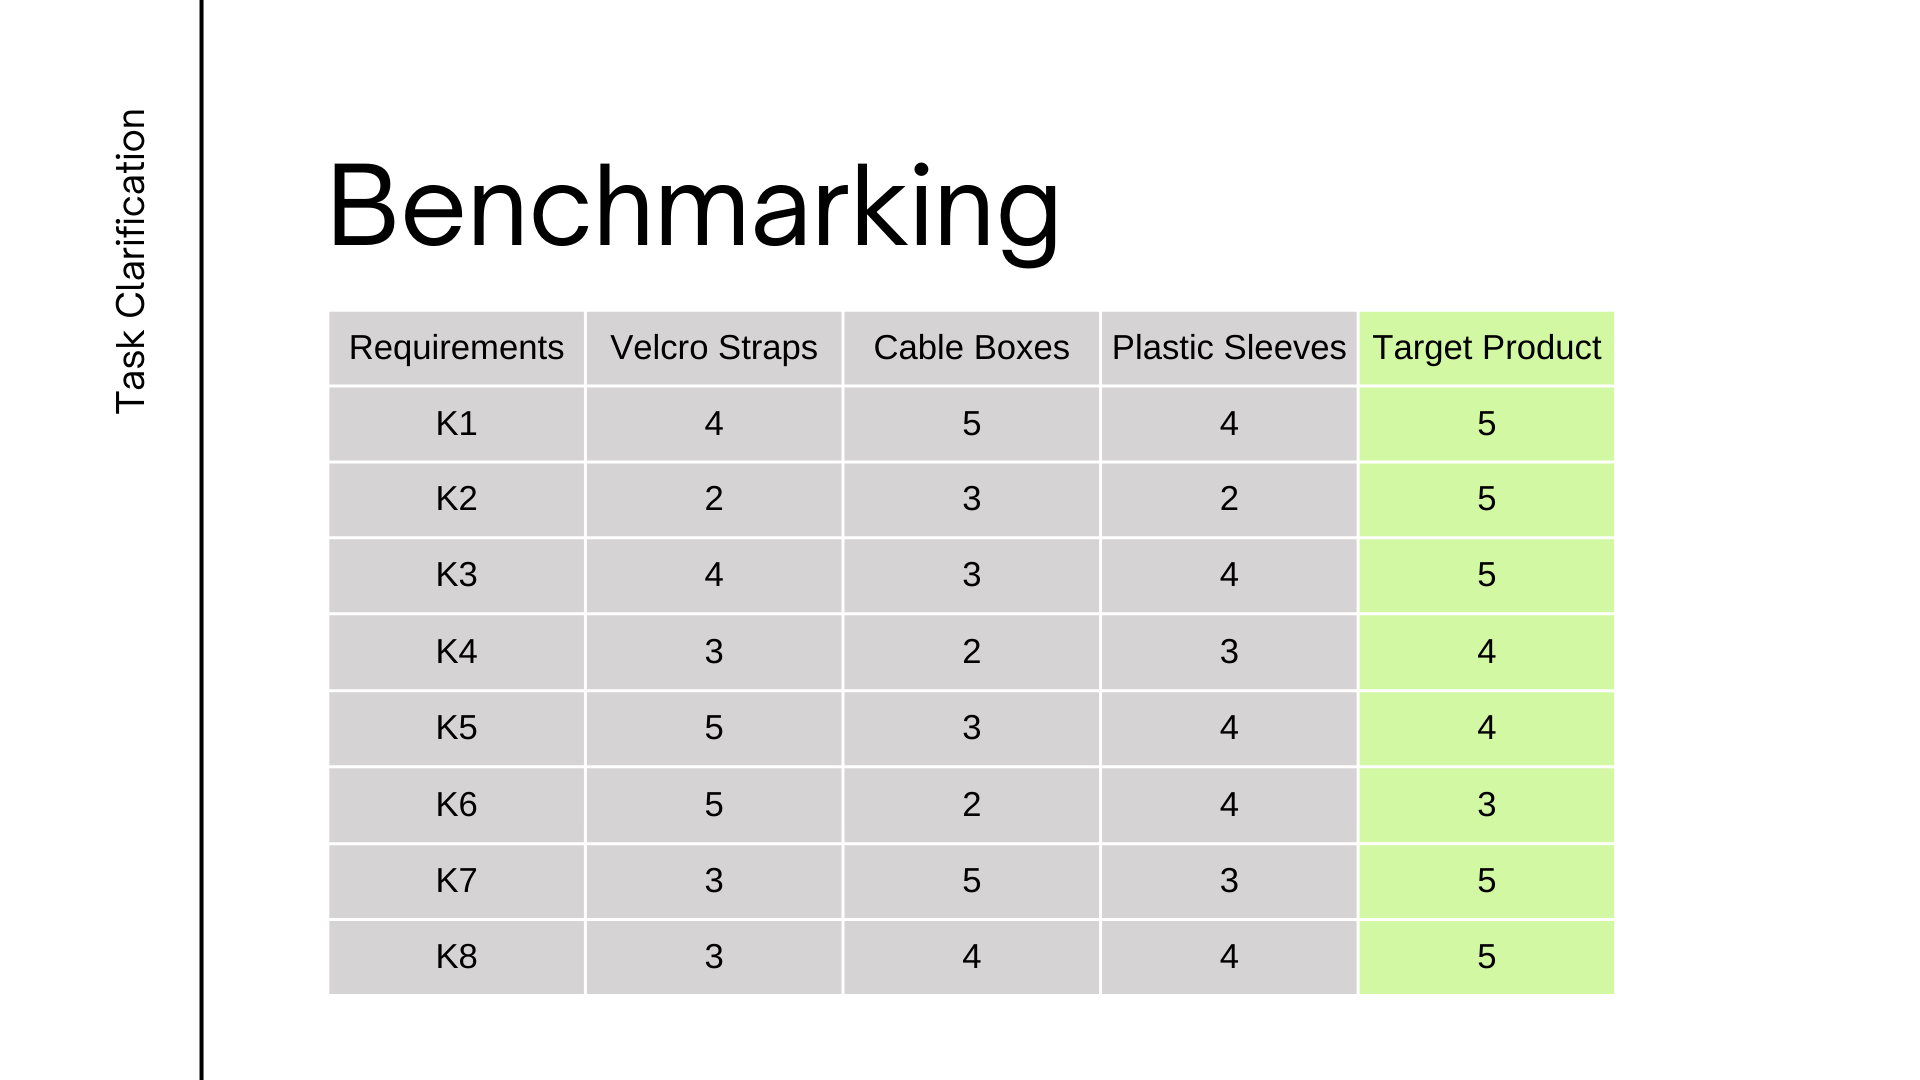 Task Clarification
Benchmarking
Requirements Velcro Straps Cable Boxes Plastic Sleeves Target Product
K1 4 5 4 5
K2 2 3 2 5
K3 4 3 4 5
K4 3 2 3 4
K5 5 3 4 4
K6 5 2 4 3
K7 3 5 3 5
K8 3 4 4 5